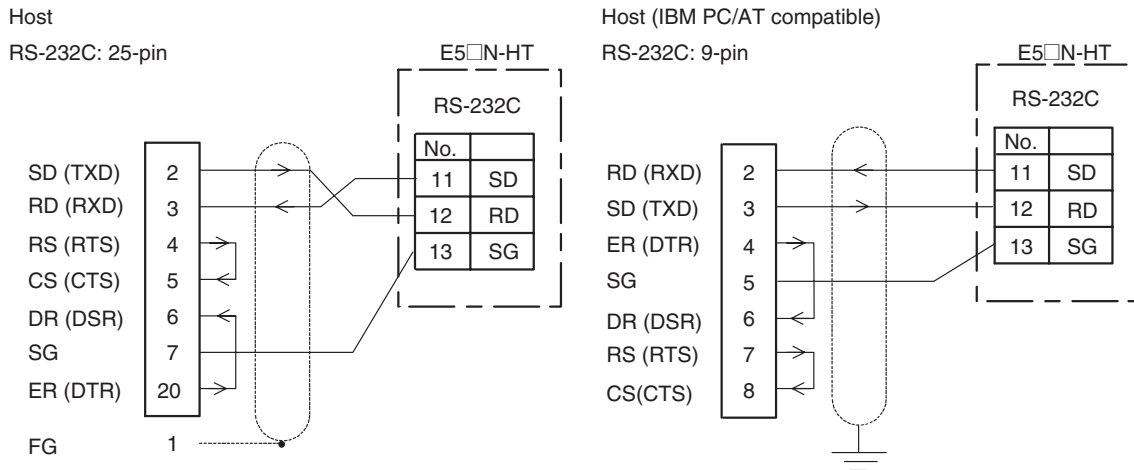 Host
RS-232C: 25-pin
E5□N-HT
RS-232C
No.
11 SD
12 RD
13 SG
SD (TXD) 2
RD (RXD) 3
RS (RTS) 4
CS (CTS) 5
DR (DSR) 6
SG 7
ER (DTR) 20
FG 1
Host (IBM PC/AT compatible)
RS-232C: 9-pin
E5□N-HT
RS-232C
No.
11 SD
12 RD
13 SG
RD (RXD) 2
SD (TXD) 3
ER (DTR) 4
SG 5
DR (DSR) 6
RS (RTS) 7
CS(CTS) 8